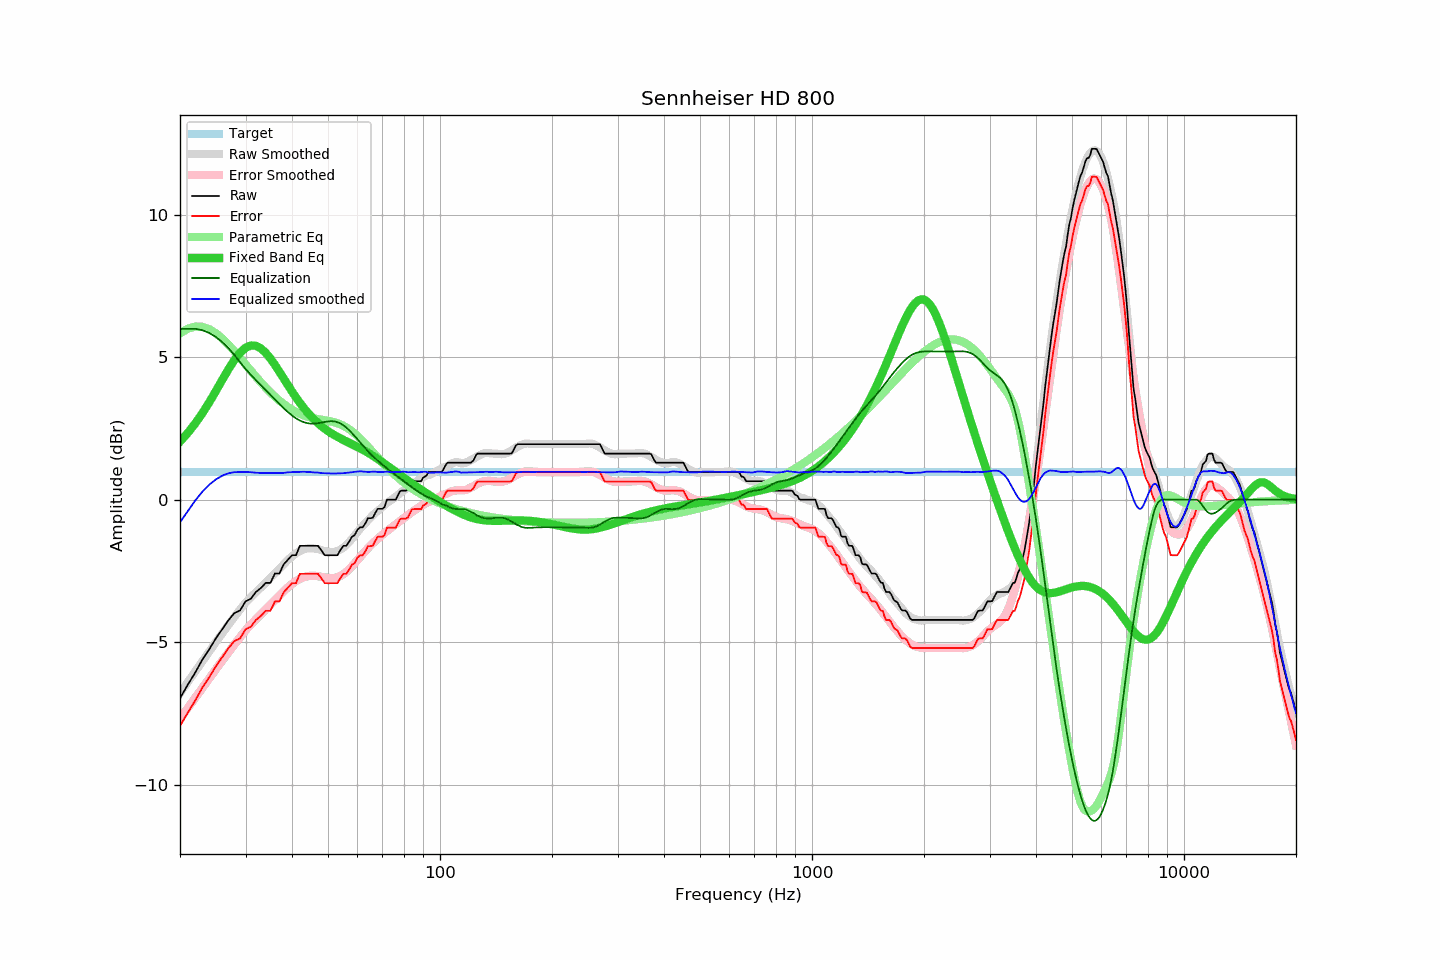 Sennheiser HD 800
Target
Raw Smoothed
Error Smoothed
Raw
Error
Parametric Eq
Fixed Band Eq
Equalization
Equalized smoothed
10
5
0
−5
−10
Amplitude (dBr)
100
1000
10000
Frequency (Hz)